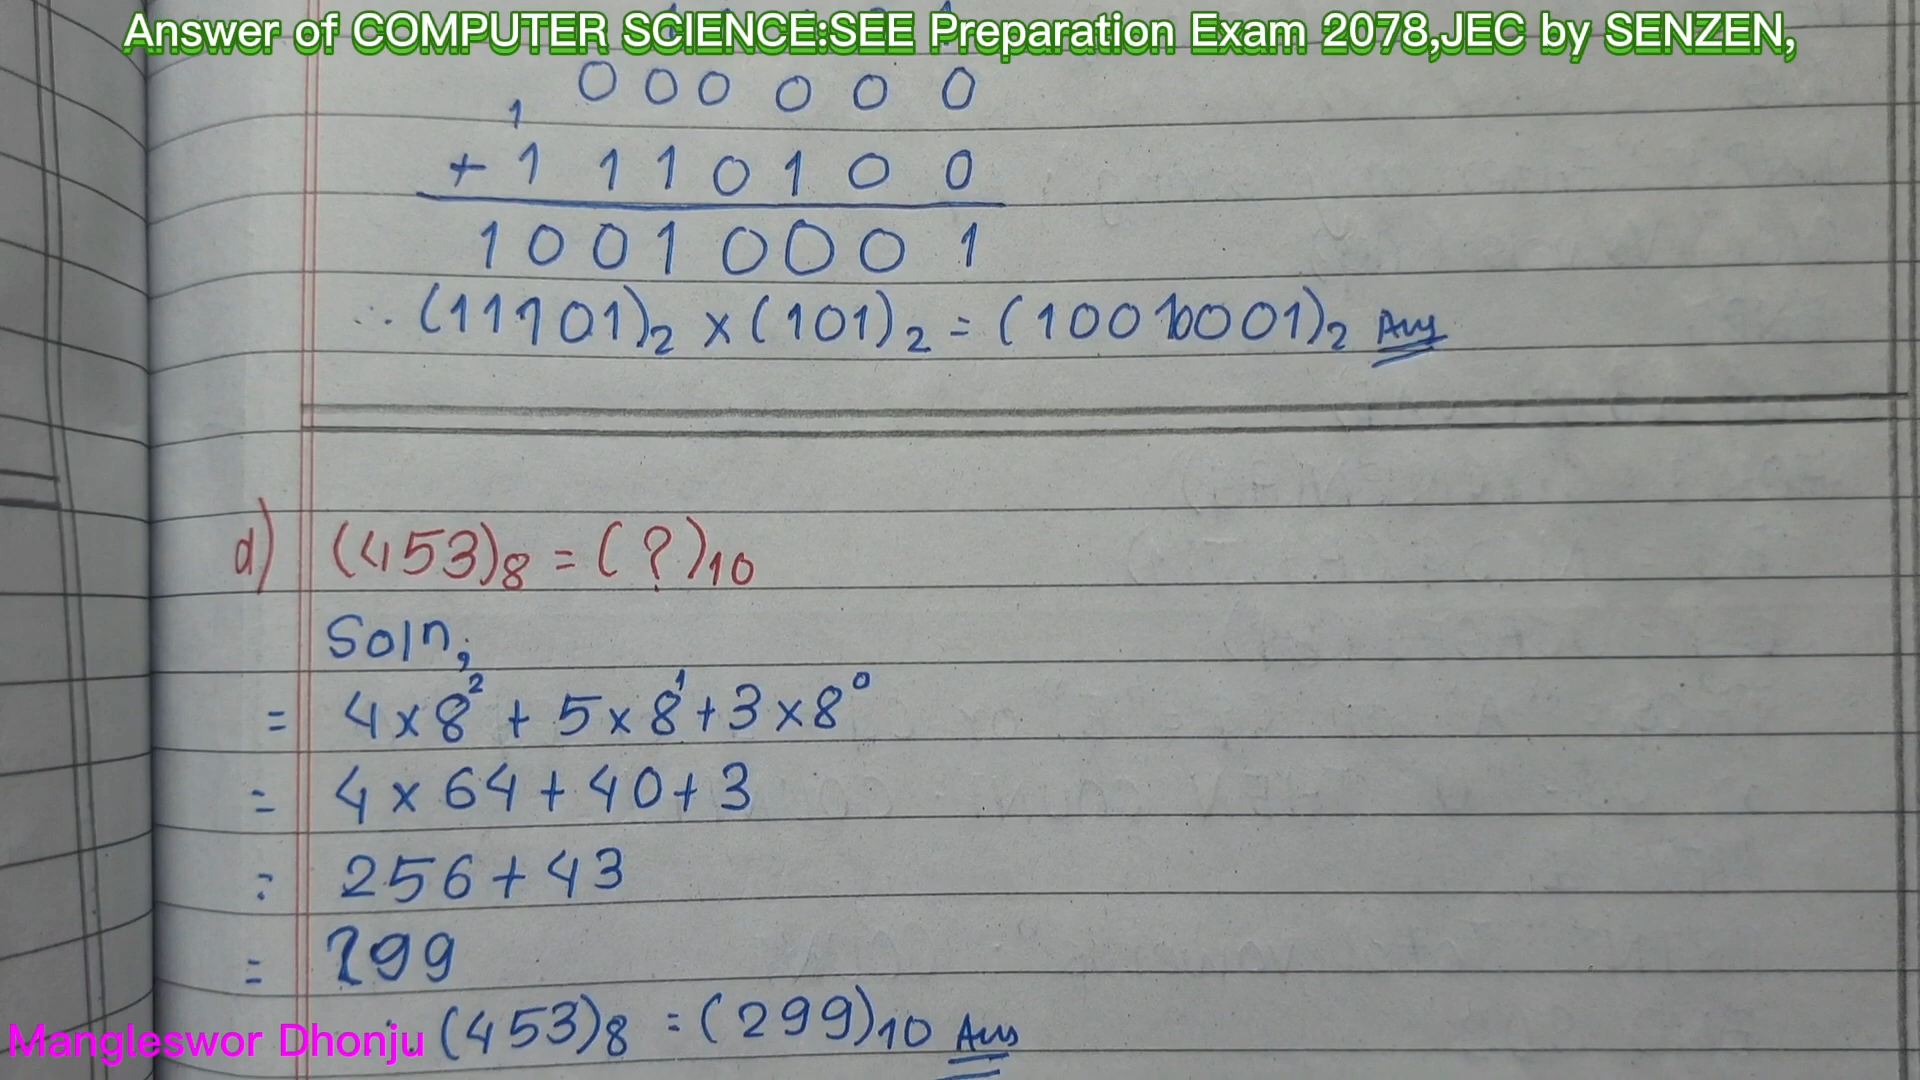 Answer of COMPUTER SCIENCE:SEE Preparation Exam 2078,JEC by SENZEN,
0 0 0 0 0 0
1
+ 1 1 1 0 1 0 0
1 0 0 1 0 0 0 1
∴ (11101)₂ × (101)₂ = (10010001)₂ Ans
d) (453)₈ = (?)₁₀
Soln,
= 4×8² + 5×8¹ + 3×8⁰
= 4 × 64 + 40 + 3
= 256 + 43
= 299
∴ (453)₈ = (299)₁₀ Ans
Mangleswor Dhonju